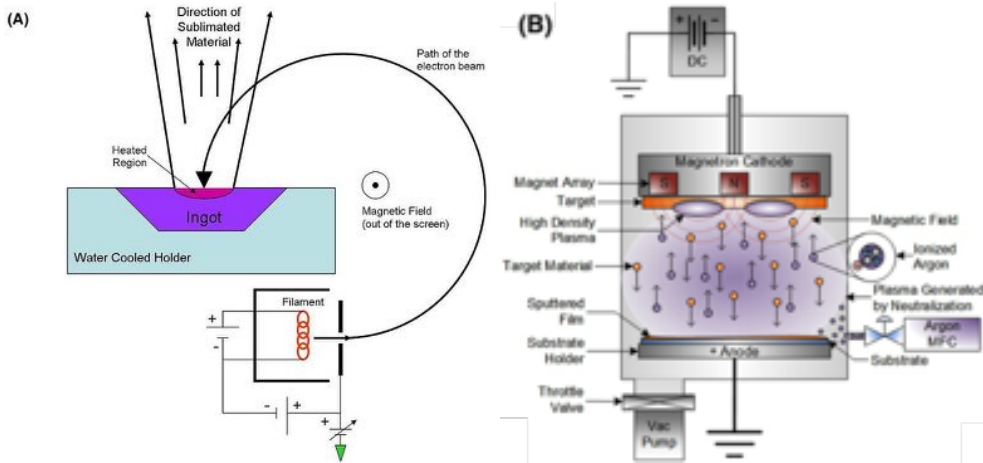 (A)
Direction of
Sublimated
Material
Path of the
electron beam
Heated
Region
Ingot
Magnetic Field
(out of the screen)
Water Cooled Holder
Filament
+
-
-
+
+
(B)
+
-
DC
Magnetron Cathode
Magnet Array
S
N
S
Target
High Density
Plasma
Magnetic Field
Ionized
Argon
Target Material
Plasma Generated
by Neutralization
Sputtered
Film
Argon
MFC
Substrate
Holder
+ Anode
Substrate
Throttle
Valve
Vac
Pump